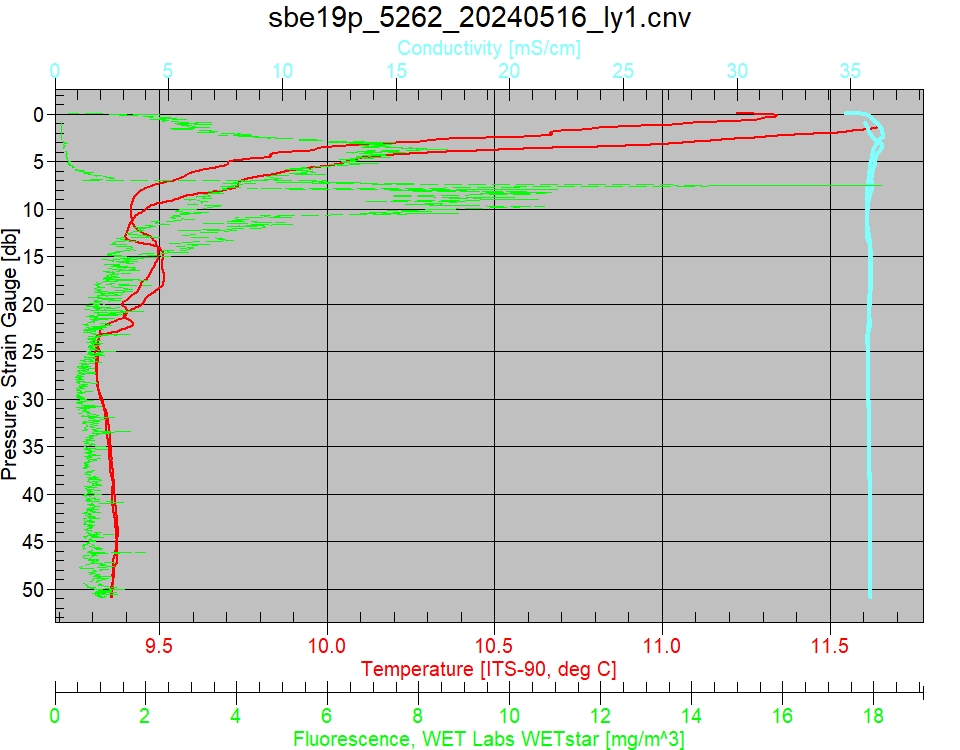 sbe19p_5262_20240516_ly1.cnv
Conductivity [mS/cm]
0 5 10 15 20 25 30 35
Pressure, Strain Gauge [db]
0
5
10
15
20
25
30
35
40
45
50
9.5 10.0 10.5 11.0 11.5
Temperature [ITS-90, deg C]
0 2 4 6 8 10 12 14 16 18
Fluorescence, WET Labs WETstar [mg/m^3]